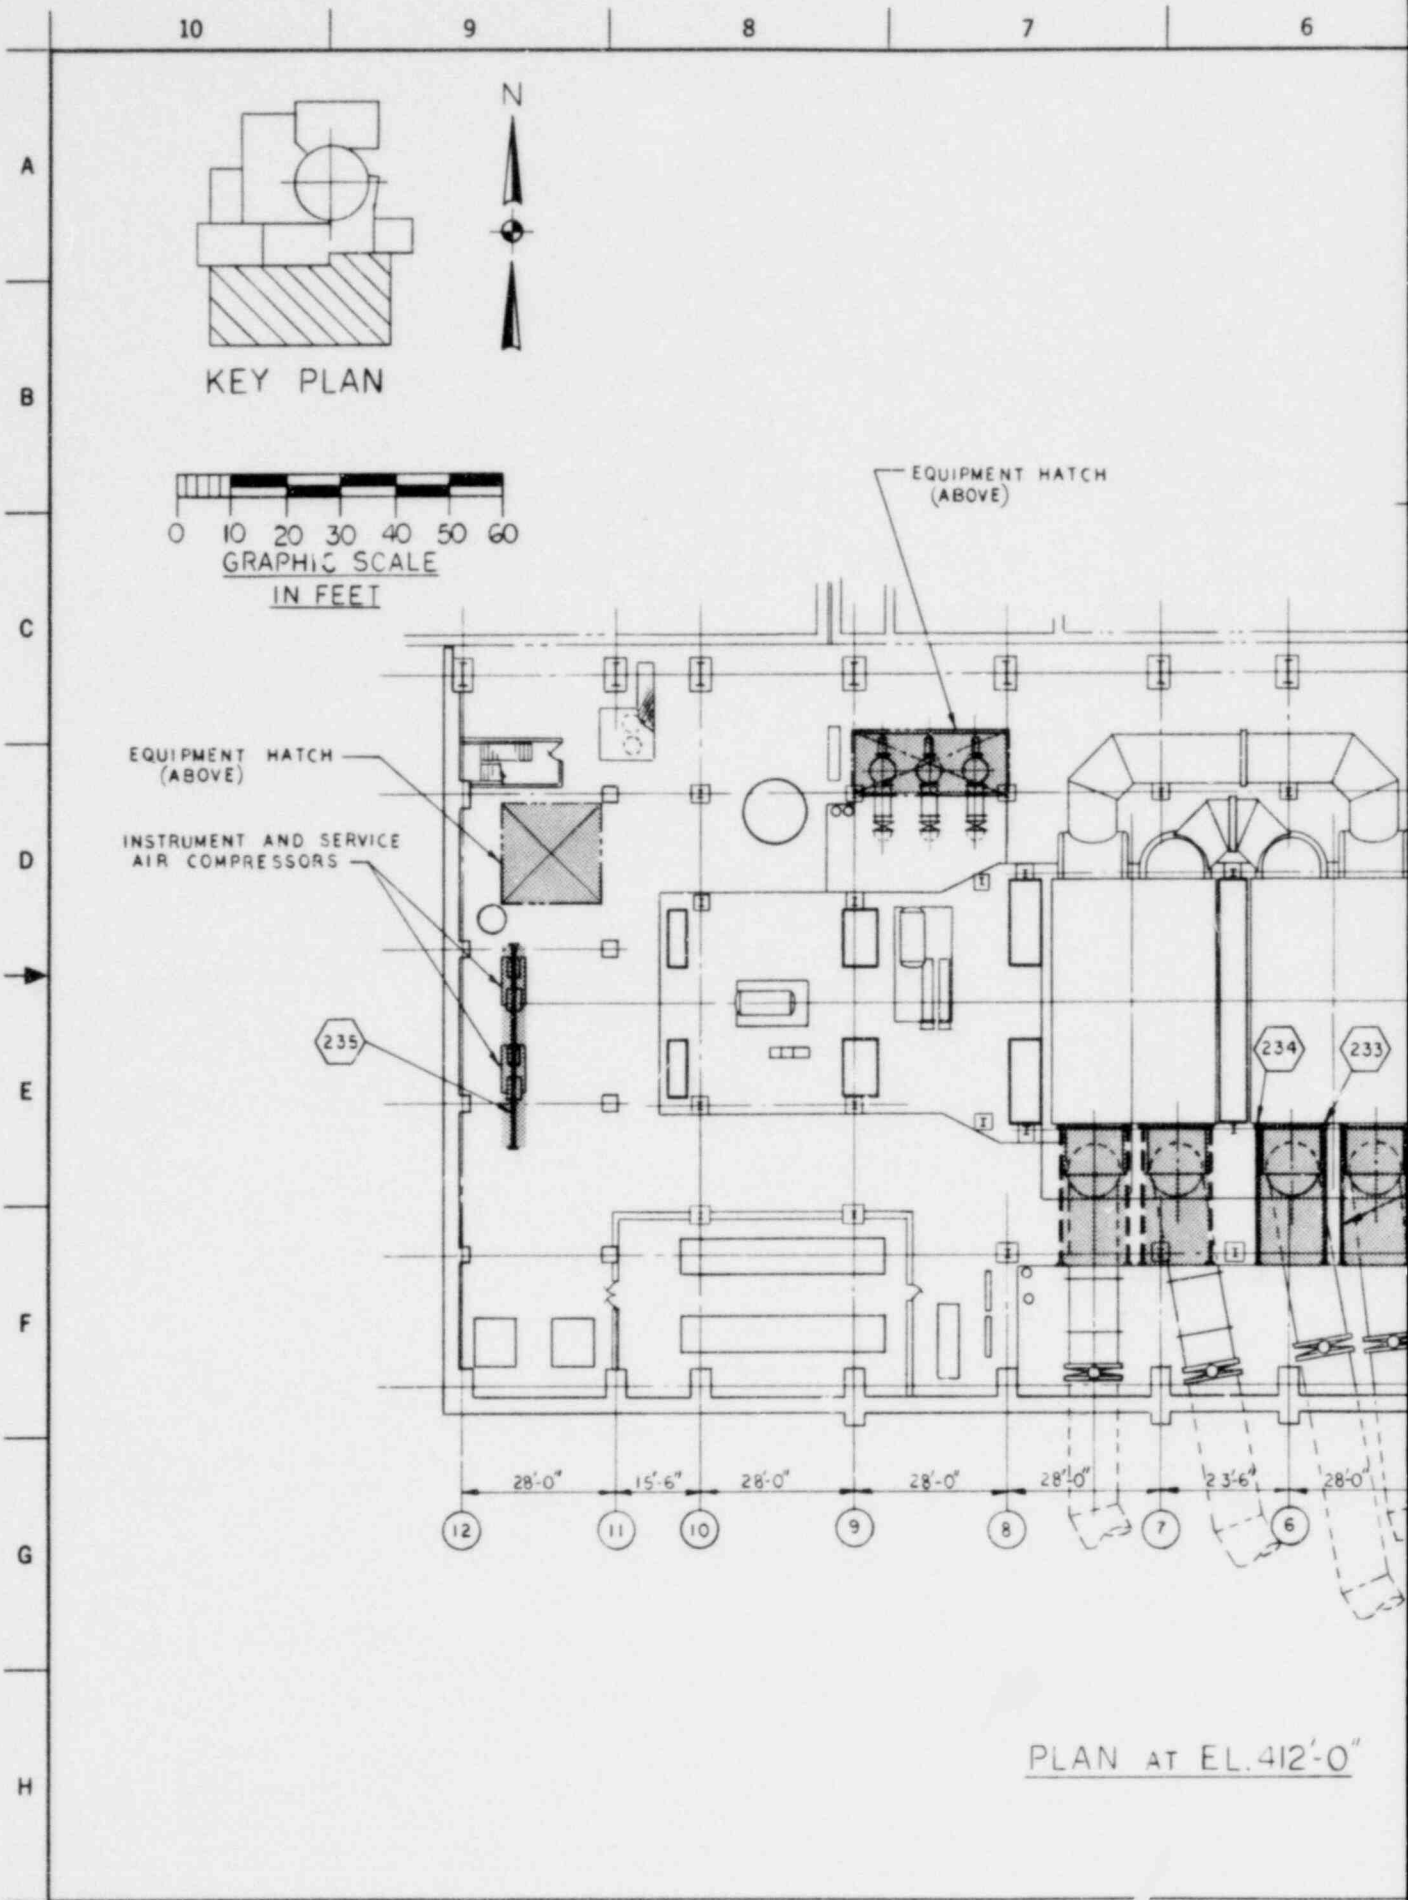 10 9 8 7 6
A
N
KEY PLAN
B
EQUIPMENT HATCH
(ABOVE)
0 10 20 30 40 50 60
GRAPHIC SCALE
IN FEET
C
EQUIPMENT HATCH
(ABOVE)
INSTRUMENT AND SERVICE
AIR COMPRESSORS
D
235
234
233
E
F
28'-0" 15'-6" 28'-0" 28'-0" 28'-0" 23'-6" 28'-0"
12 11 10 9 8 7 6
G
PLAN AT EL. 412'-0"
H